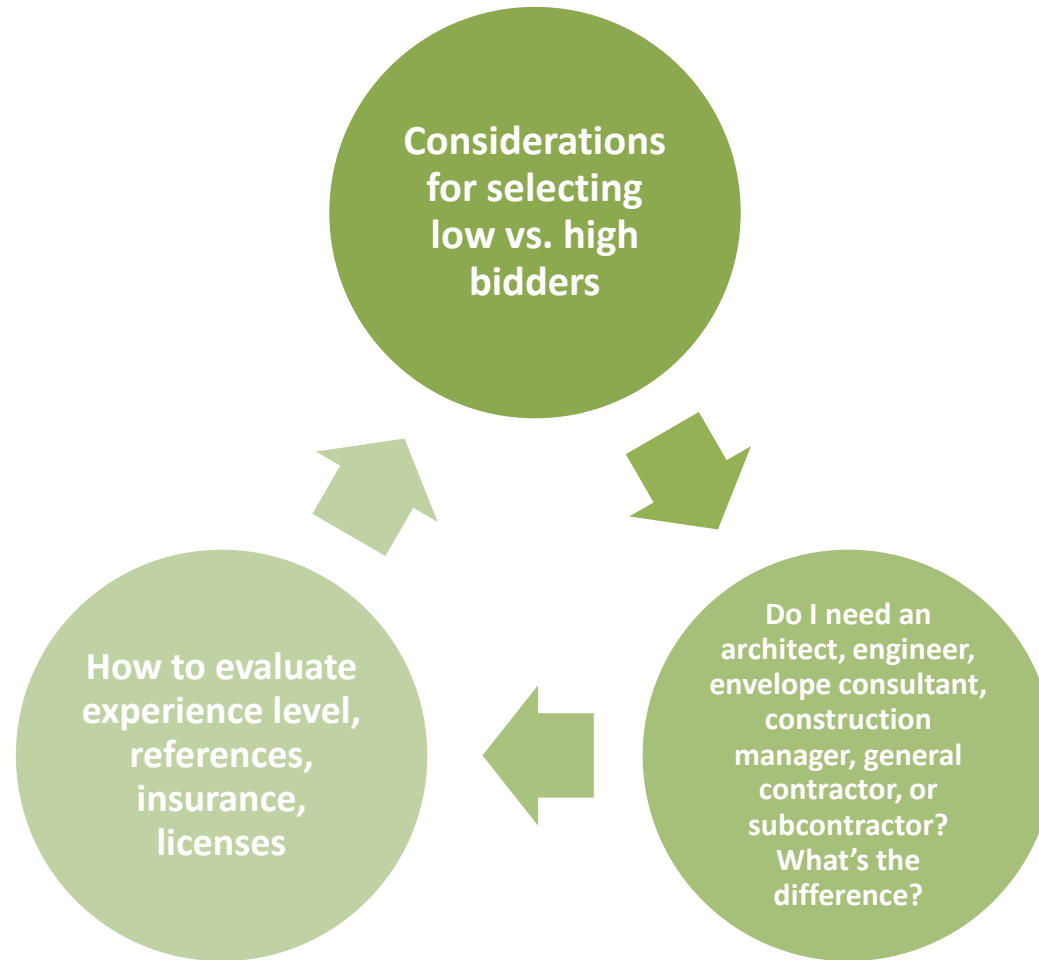 Considerations
for selecting
low vs. high
bidders
Do I need an
architect, engineer,
envelope consultant,
construction
manager, general
contractor, or
subcontractor?
What’s the
difference?
How to evaluate
experience level,
references,
insurance,
licenses